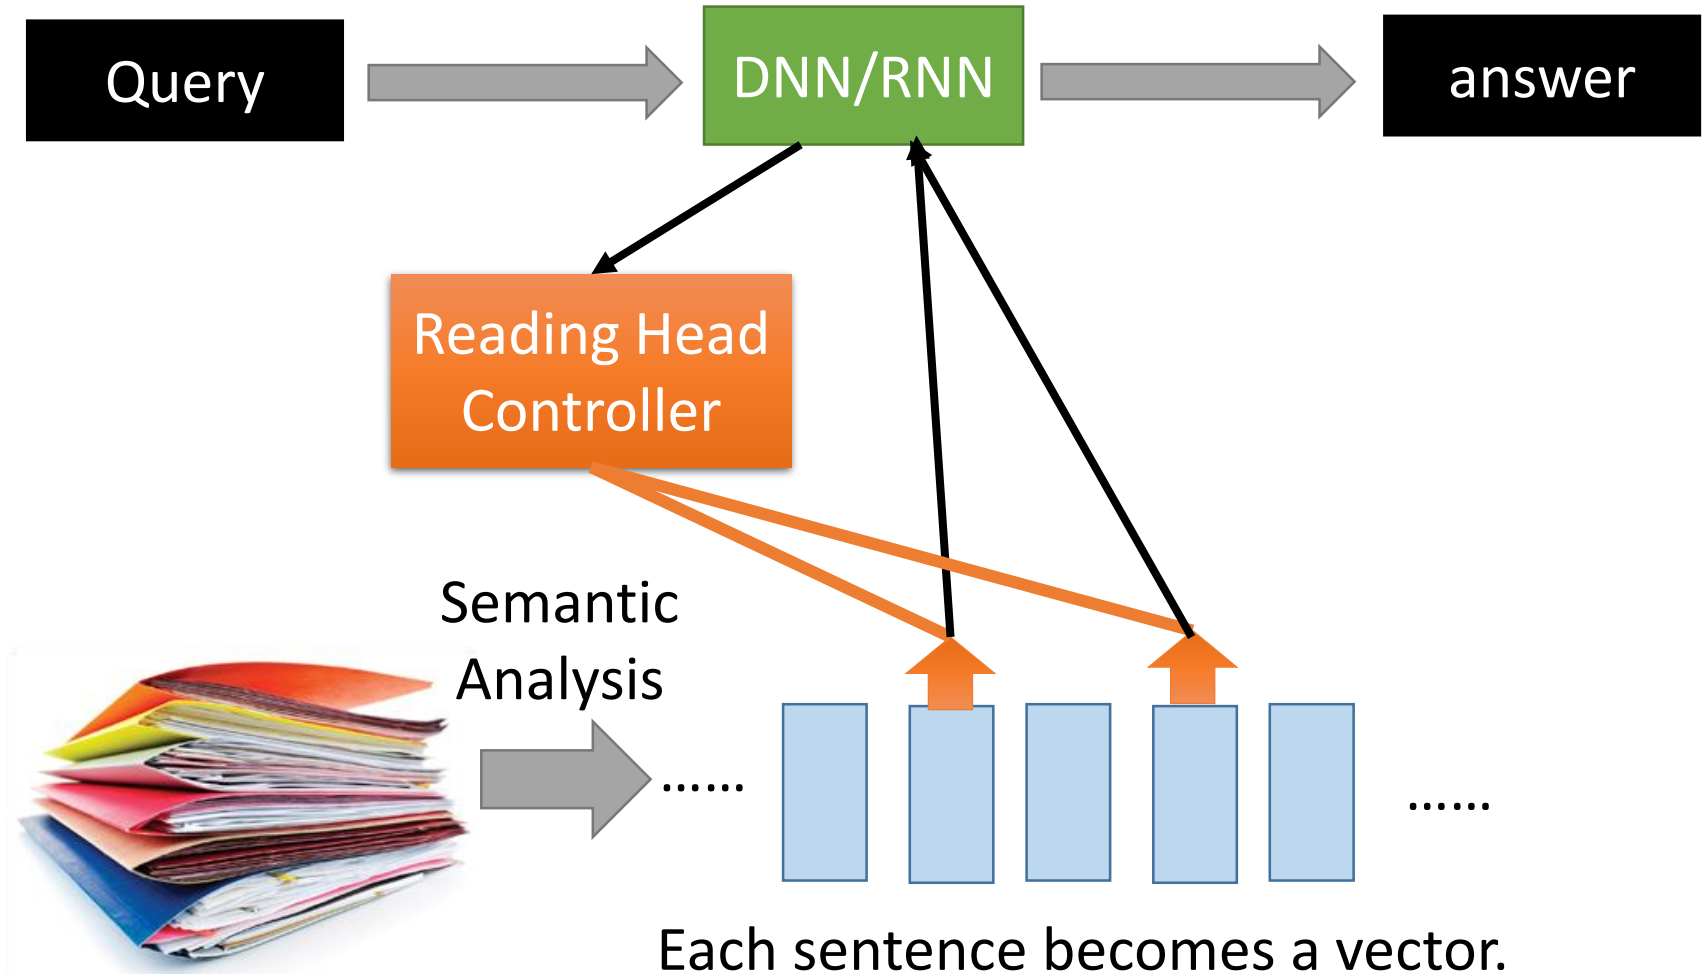 Query
DNN/RNN
answer
Reading Head
Controller
Semantic
Analysis
......
......
Each sentence becomes a vector.